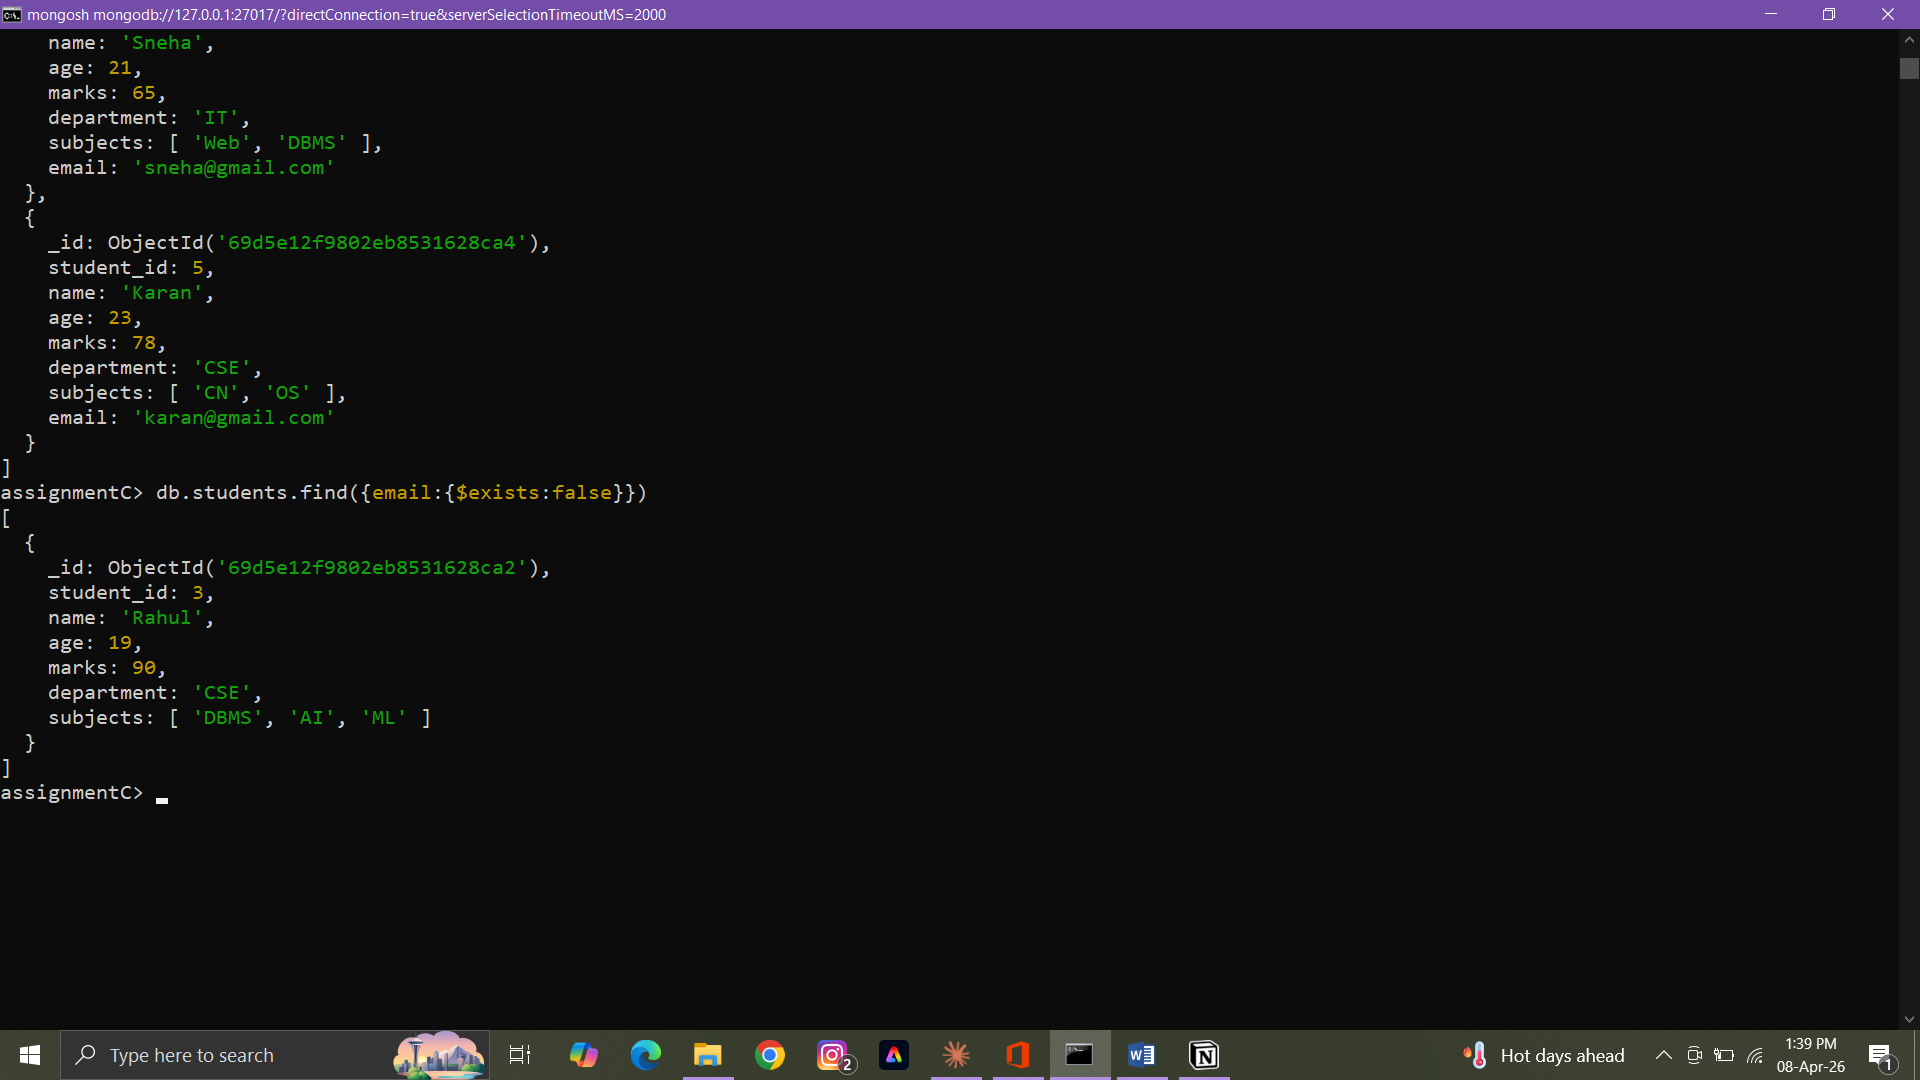 mongosh mongodb://127.0.0.1:27017/?directConnection=true&serverSelectionTimeoutMS=2000
    name: 'Sneha',
    age: 21,
    marks: 65,
    department: 'IT',
    subjects: [ 'Web', 'DBMS' ],
    email: 'sneha@gmail.com'
  },
  {
    _id: ObjectId('69d5e12f9802eb8531628ca4'),
    student_id: 5,
    name: 'Karan',
    age: 23,
    marks: 78,
    department: 'CSE',
    subjects: [ 'CN', 'OS' ],
    email: 'karan@gmail.com'
  }
]
assignmentC> db.students.find({email:{$exists:false}})
[
  {
    _id: ObjectId('69d5e12f9802eb8531628ca2'),
    student_id: 3,
    name: 'Rahul',
    age: 19,
    marks: 90,
    department: 'CSE',
    subjects: [ 'DBMS', 'AI', 'ML' ]
  }
]
assignmentC>
Type here to search
2
Hot days ahead
1:39 PM
08-Apr-26
1